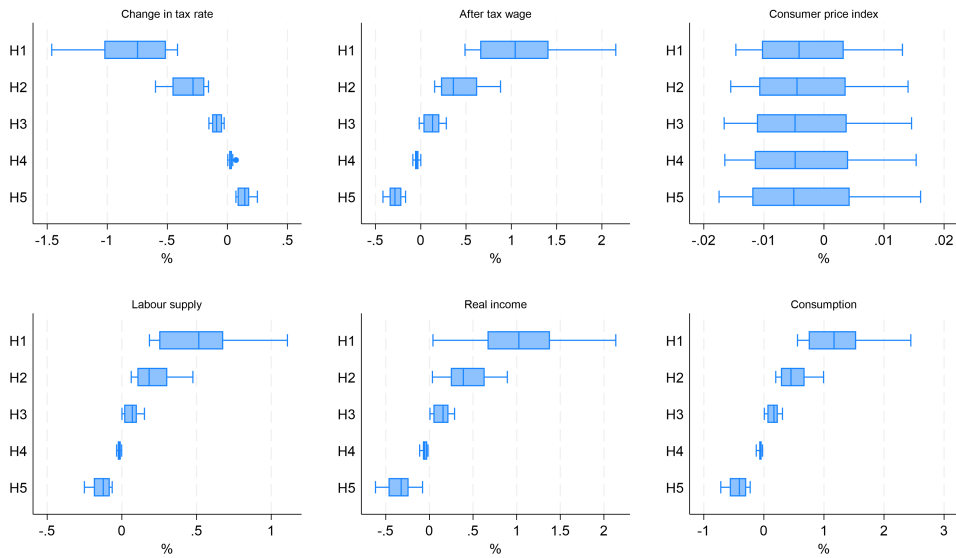 Change in tax rate
H1
H2
H3
H4
H5
-1.5 -1 -.5 0 .5
%
After tax wage
H1
H2
H3
H4
H5
-.5 0 .5 1 1.5 2
%
Consumer price index
H1
H2
H3
H4
H5
-.02 -.01 0 .01 .02
%
Labour supply
H1
H2
H3
H4
H5
-.5 0 .5 1
%
Real income
H1
H2
H3
H4
H5
-.5 0 .5 1 1.5 2
%
Consumption
H1
H2
H3
H4
H5
-1 0 1 2 3
%